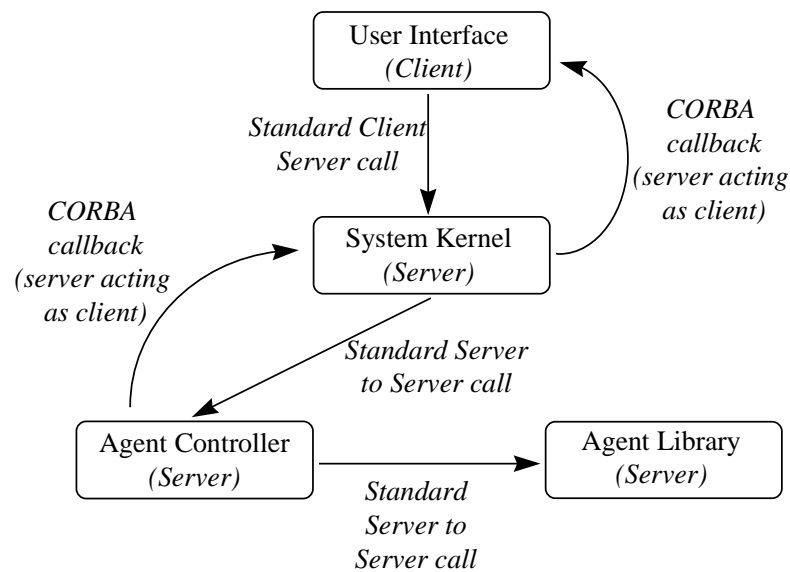 User Interface
(Client)
Standard Client
Server call
CORBA
callback
(server acting
as client)
CORBA
callback
(server acting
as client)
System Kernel
(Server)
Standard Server
to Server call
Agent Controller
(Server)
Agent Library
(Server)
Standard
Server to
Server call